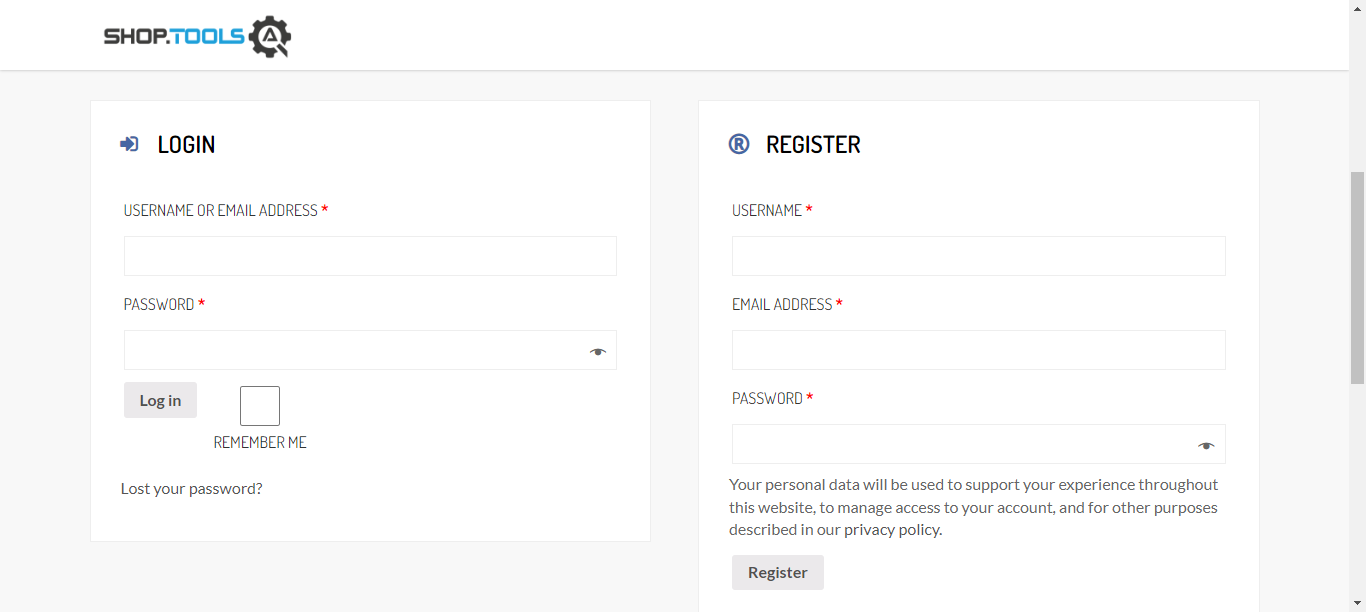 SHOP.TOOLS
LOGIN
USERNAME OR EMAIL ADDRESS *
PASSWORD *
Log in
REMEMBER ME
Lost your password?
® REGISTER
USERNAME *
EMAIL ADDRESS *
PASSWORD *
Your personal data will be used to support your experience throughout
this website, to manage access to your account, and for other purposes
described in our privacy policy.
Register